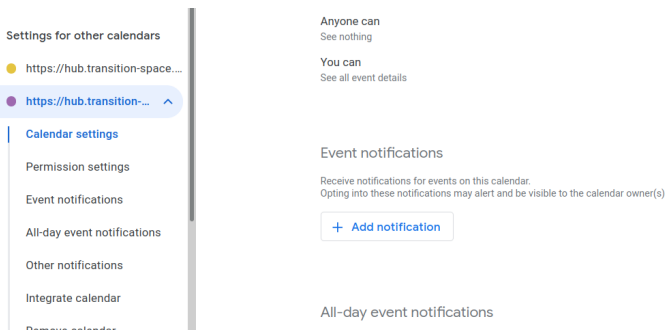 Settings for other calendars
https://hub.transition-space....
https://hub.transition-...
Calendar settings
Permission settings
Event notifications
All-day event notifications
Other notifications
Integrate calendar
Remove calendar
Anyone can
See nothing
You can
See all event details
Event notifications
Receive notifications for events on this calendar.
Opting into these notifications may alert and be visible to the calendar owner(s)
+ Add notification
All-day event notifications